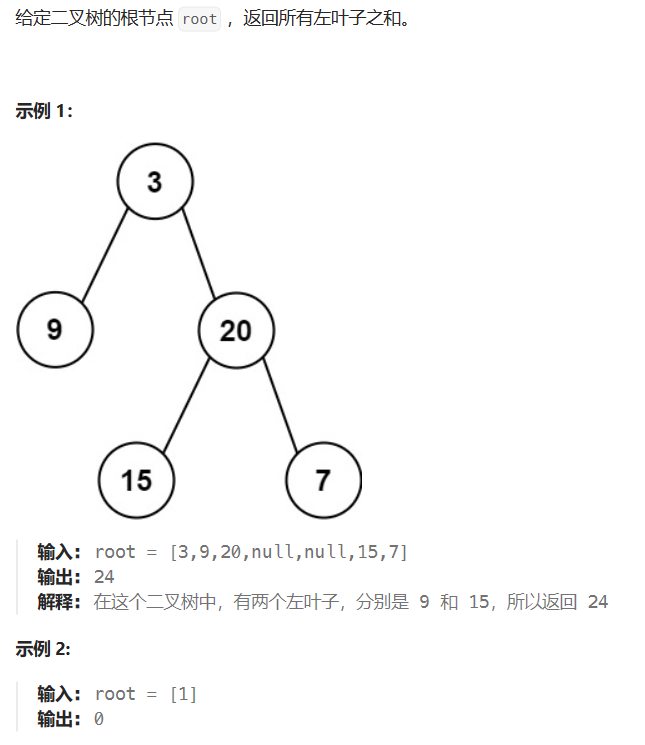 给定二叉树的根节点 root ，返回所有左叶子之和。
示例 1：
3
9
20
15
7
输入： root = [3,9,20,null,null,15,7]
输出： 24
解释： 在这个二叉树中，有两个左叶子，分别是 9 和 15，所以返回 24
示例 2:
输入： root = [1]
输出： 0